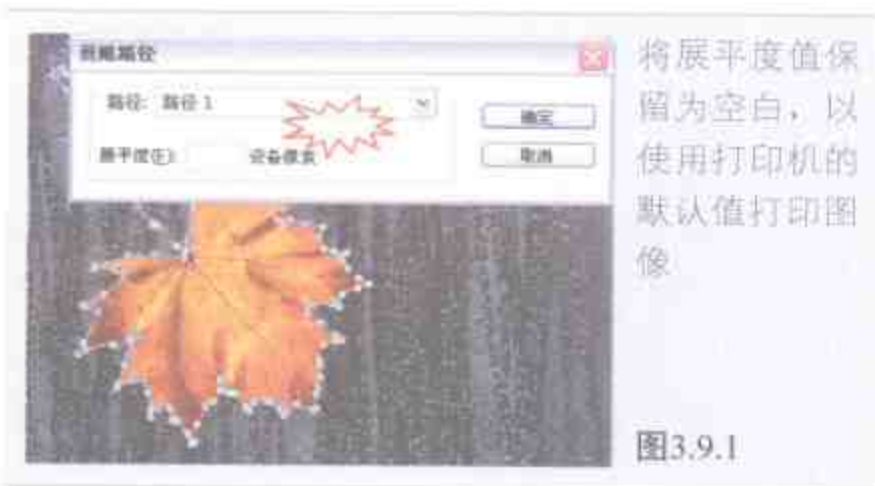 剪贴路径
路径: 路径 1
确定
展平度(E):
设备像素
取消
将展平度值保
留为空白，以
使用打印机的
默认值打印图
像
图3.9.1